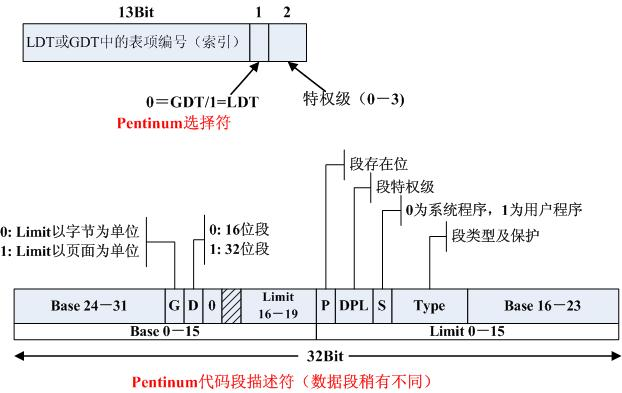 13Bit 1 2
LDT或GDT中的表项编号（索引）
0＝GDT/1=LDT
特权级（0－3)
Pentinum选择符
段存在位
段特权级
0为系统程序，1为用户程序
段类型及保护
0: Limit以字节为单位
1: Limit以页面为单位
0: 16位段
1: 32位段
Base 24－31 G D 0 Limit 16－19 P DPL S Type Base 16－23
Base 0－15 Limit 0－15
32Bit
Pentinum代码段描述符（数据段稍有不同）